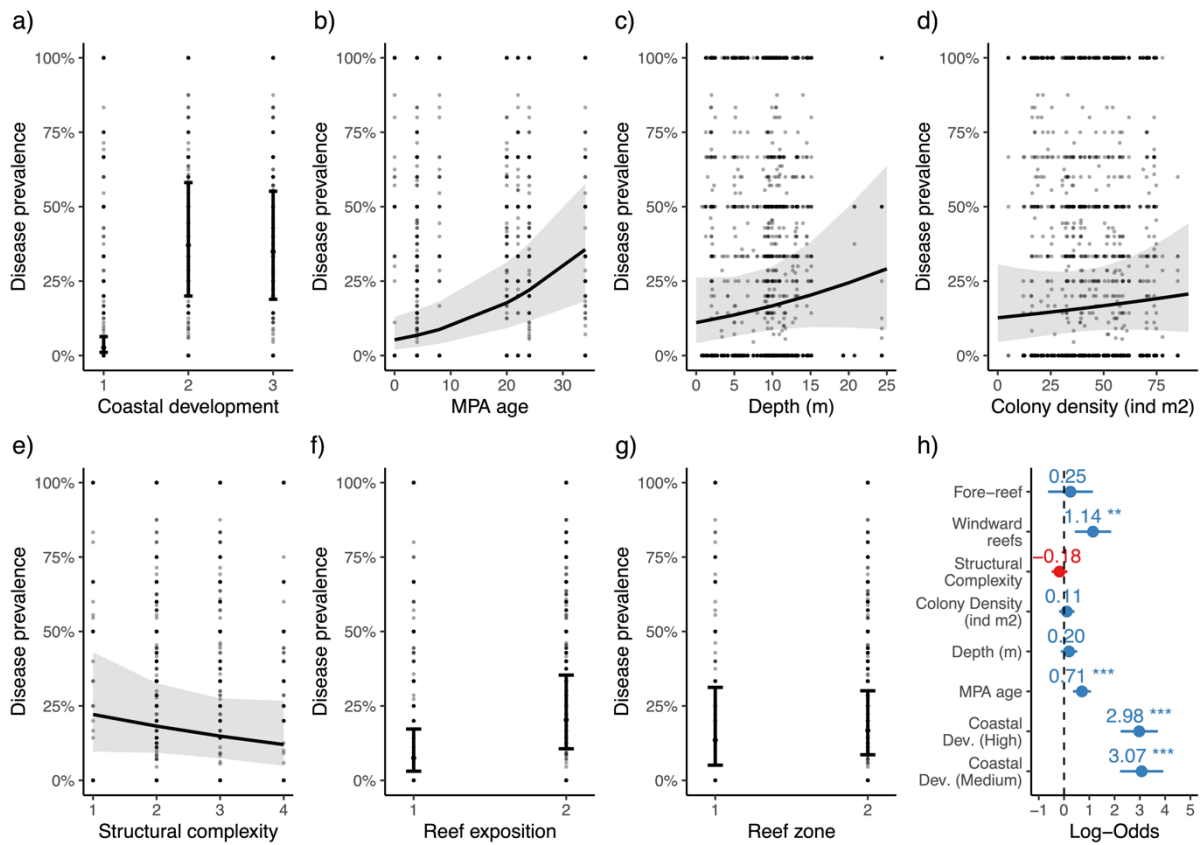 a)
100%
75%
50%
25%
0%
Disease prevalence
1 2 3
Coastal development
b)
100%
75%
50%
25%
0%
Disease prevalence
0 10 20 30
MPA age
c)
100%
75%
50%
25%
0%
Disease prevalence
0 5 10 15 20 25
Depth (m)
d)
100%
75%
50%
25%
0%
Disease prevalence
0 25 50 75
Colony density (ind m2)
e)
100%
75%
50%
25%
0%
Disease prevalence
1 2 3 4
Structural complexity
f)
100%
75%
50%
25%
0%
Disease prevalence
1 2
Reef exposition
g)
100%
75%
50%
25%
0%
Disease prevalence
1 2
Reef zone
h)
0.25
Fore−reef
1.14 **
Windward
reefs
−0.18
Structural
Complexity
0.11
Colony Density
(ind m2)
0.20
Depth (m)
0.71 ***
MPA age
2.98 ***
Coastal
Dev. (High)
3.07 ***
Coastal
Dev. (Medium)
−1 0 1 2 3 4 5
Log−Odds